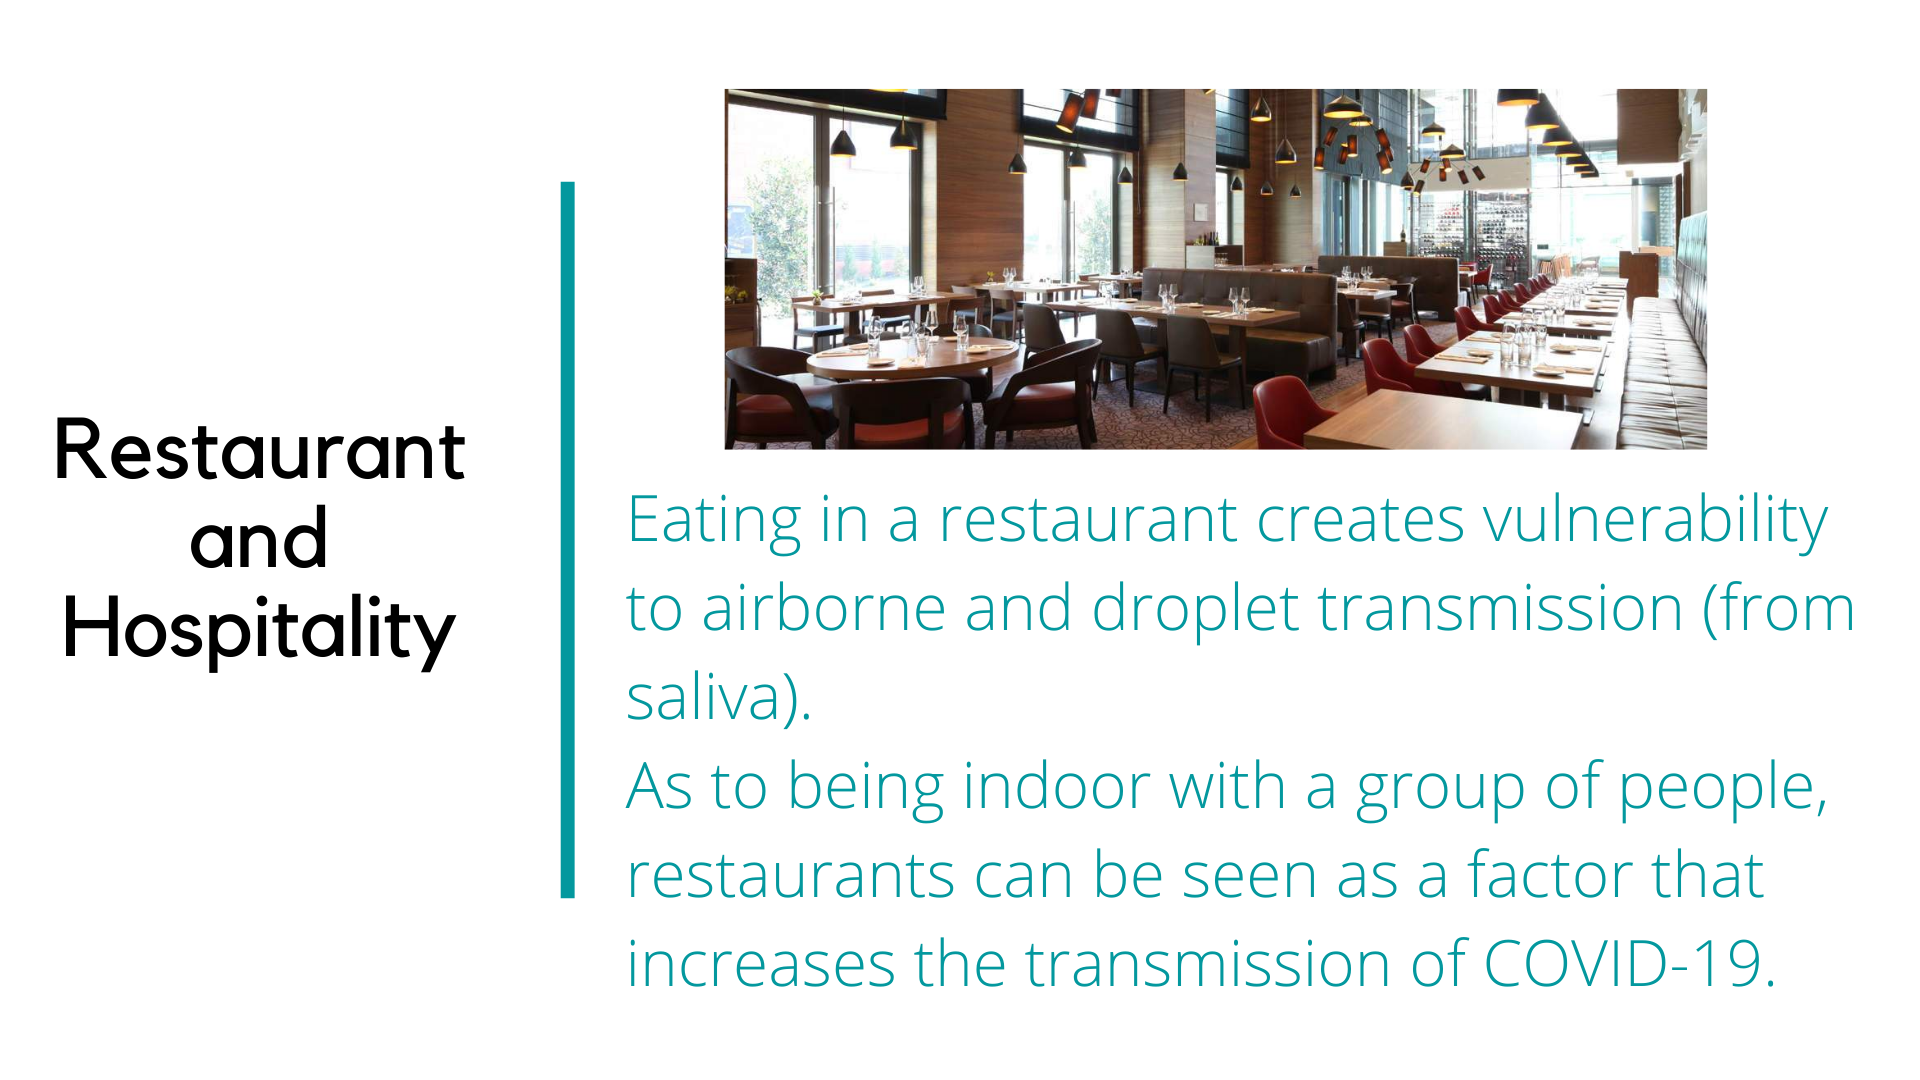 Restaurant
and
Hospitality
Eating in a restaurant creates vulnerability
to airborne and droplet transmission (from
saliva).
As to being indoor with a group of people,
restaurants can be seen as a factor that
increases the transmission of COVID-19.